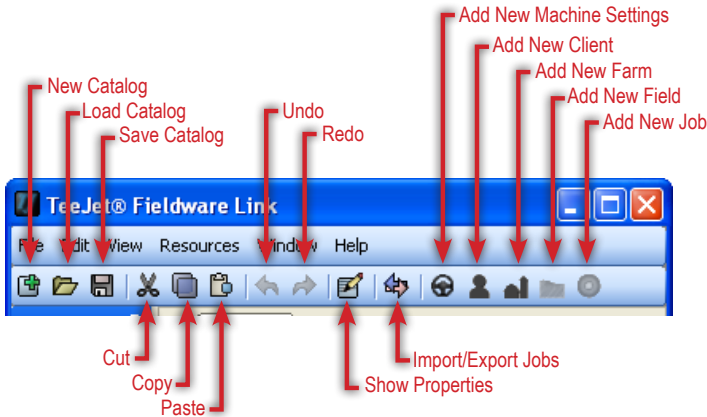 Add New Machine Settings
Add New Client
Add New Farm
Add New Field
Add New Job
New Catalog
Load Catalog
Save Catalog
Undo
Redo
TeeJet® Fieldware Link
File Edit View Resources Window Help
Cut
Copy
Paste
Import/Export Jobs
Show Properties